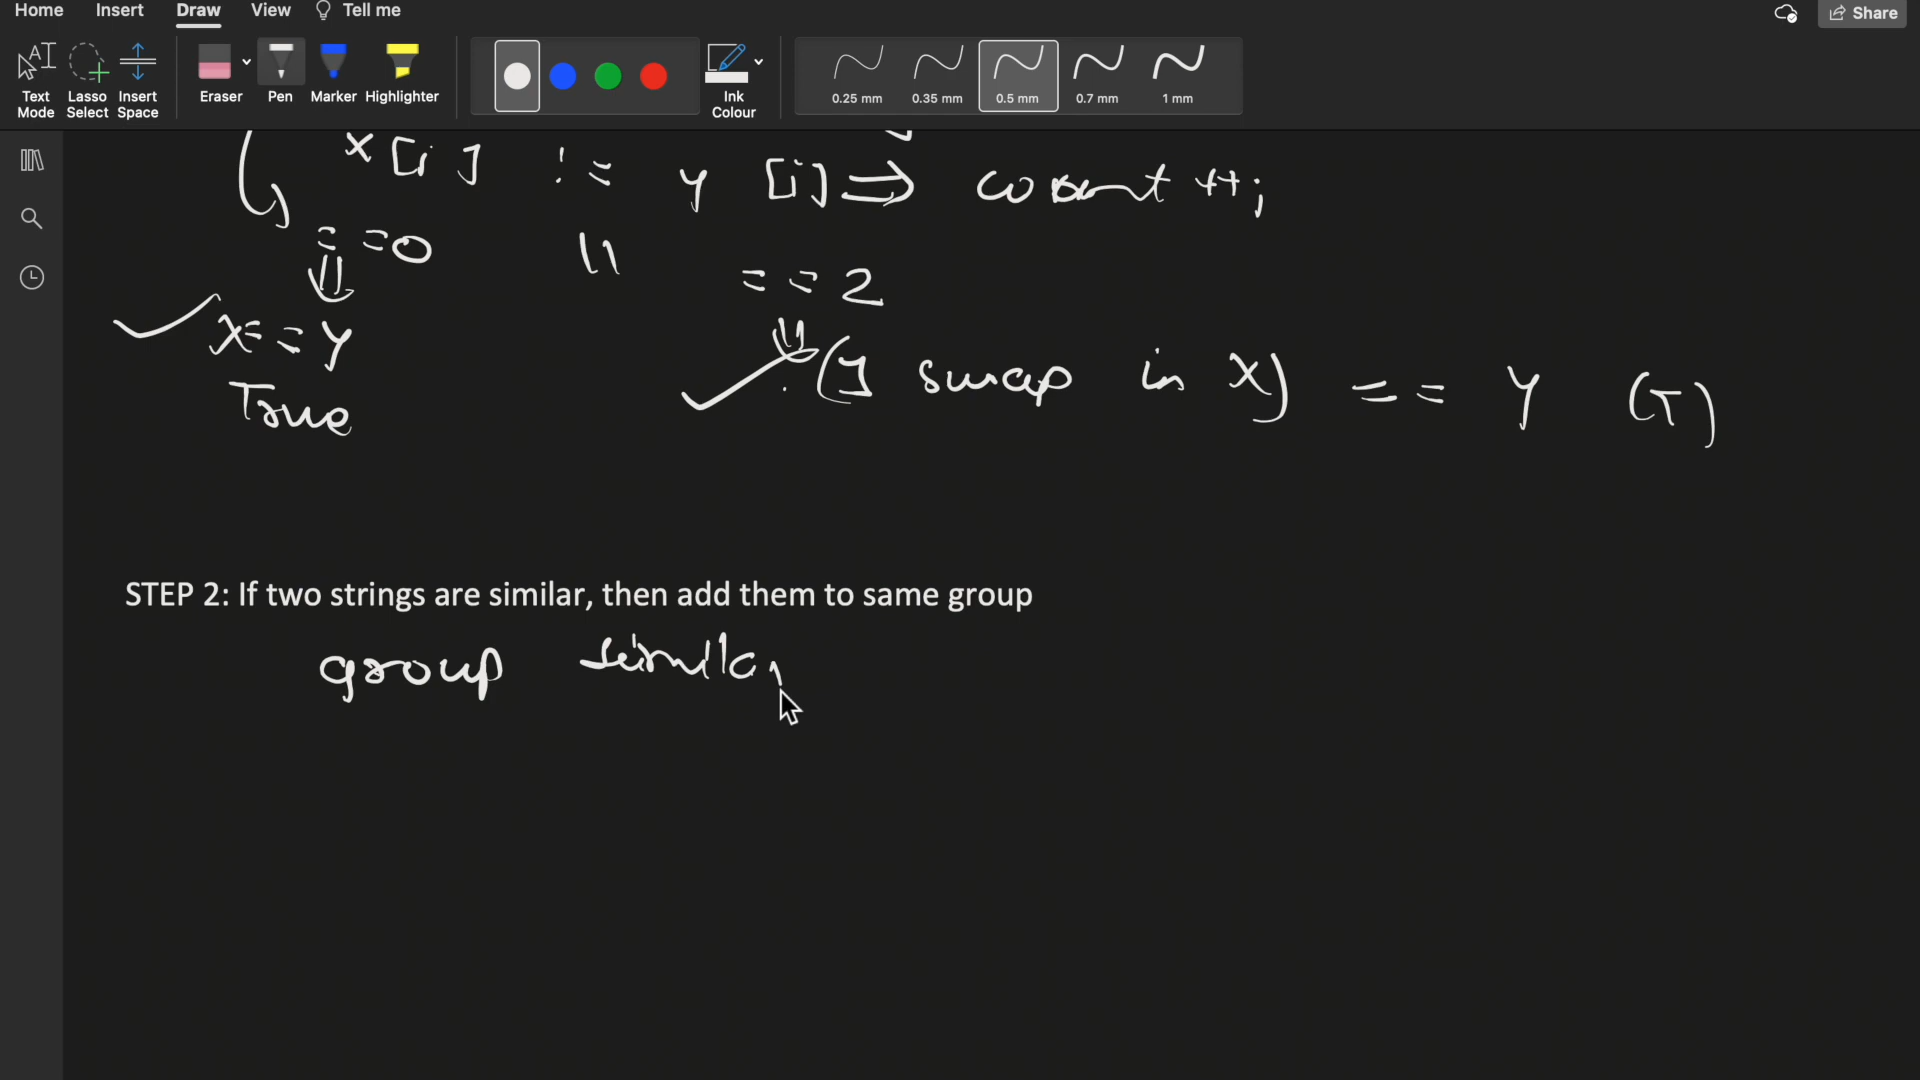 Home Insert Draw View Tell me Share
Text Mode Lasso Select Insert Space Eraser Pen Marker Highlighter Ink Colour 0.25 mm 0.35 mm 0.5 mm 0.7 mm 1 mm
x[i] != y[i] ⇒ count++;
==0 || ==2
x==y
True
swap in x) == y (T)
STEP 2: If two strings are similar, then add them to same group
group similar